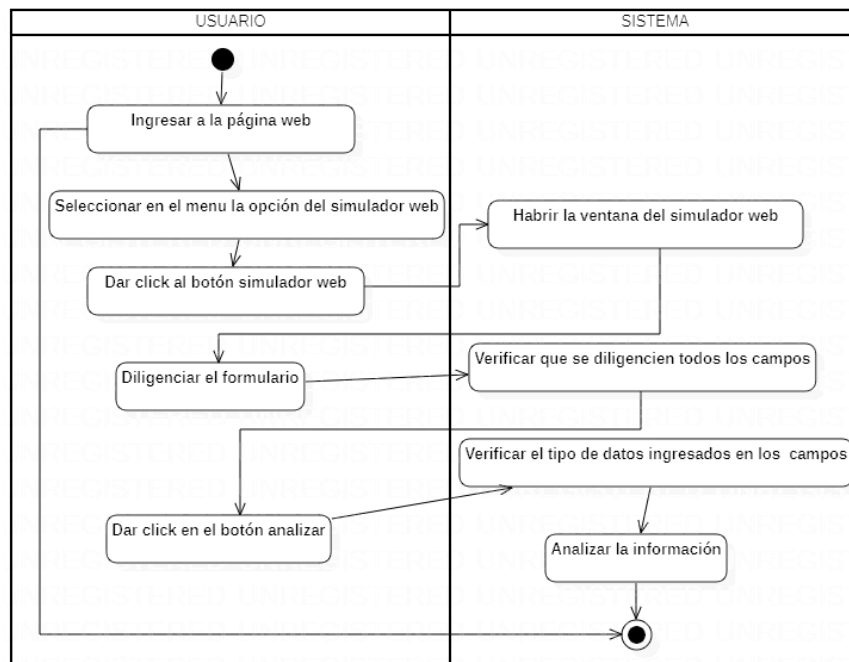 USUARIO
SISTEMA
Ingresar a la página web
Seleccionar en el menu la opción del simulador web
Habrir la ventana del simulador web
Dar click al botón simulador web
Verificar que se diligencien todos los campos
Diligenciar el formulario
Verificar el tipo de datos ingresados en los campos
Dar click en el botón analizar
Analizar la información